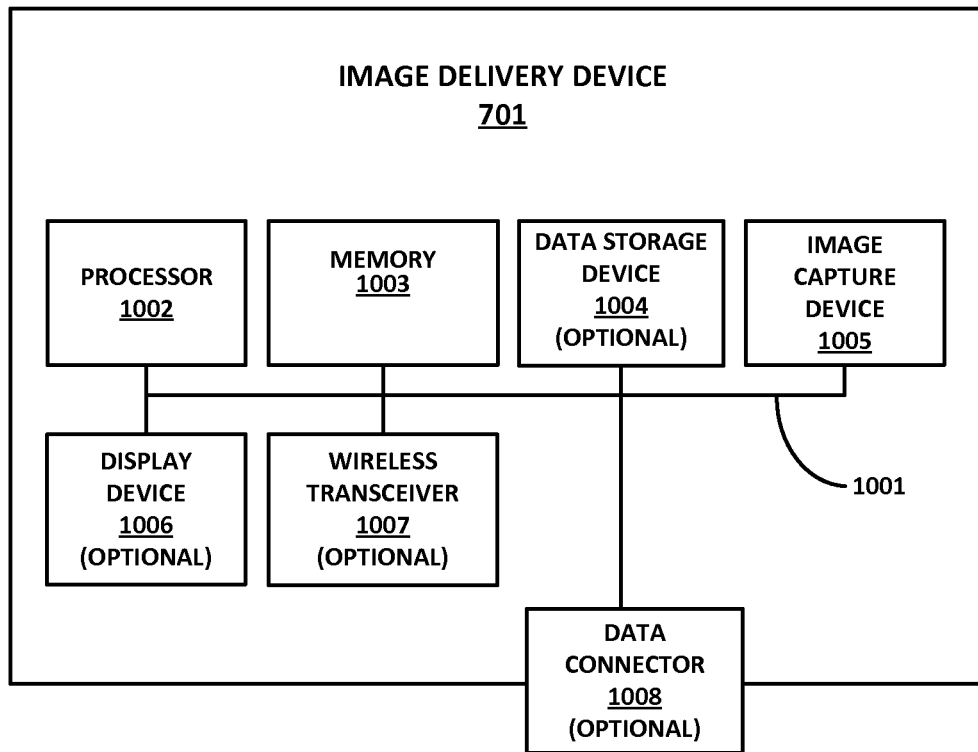 IMAGE DELIVERY DEVICE
701
PROCESSOR
1002
MEMORY
1003
DATA STORAGE
DEVICE
1004
(OPTIONAL)
IMAGE
CAPTURE
DEVICE
1005
DISPLAY
DEVICE
1006
(OPTIONAL)
WIRELESS
TRANSCEIVER
1007
(OPTIONAL)
1001
DATA
CONNECTOR
1008
(OPTIONAL)